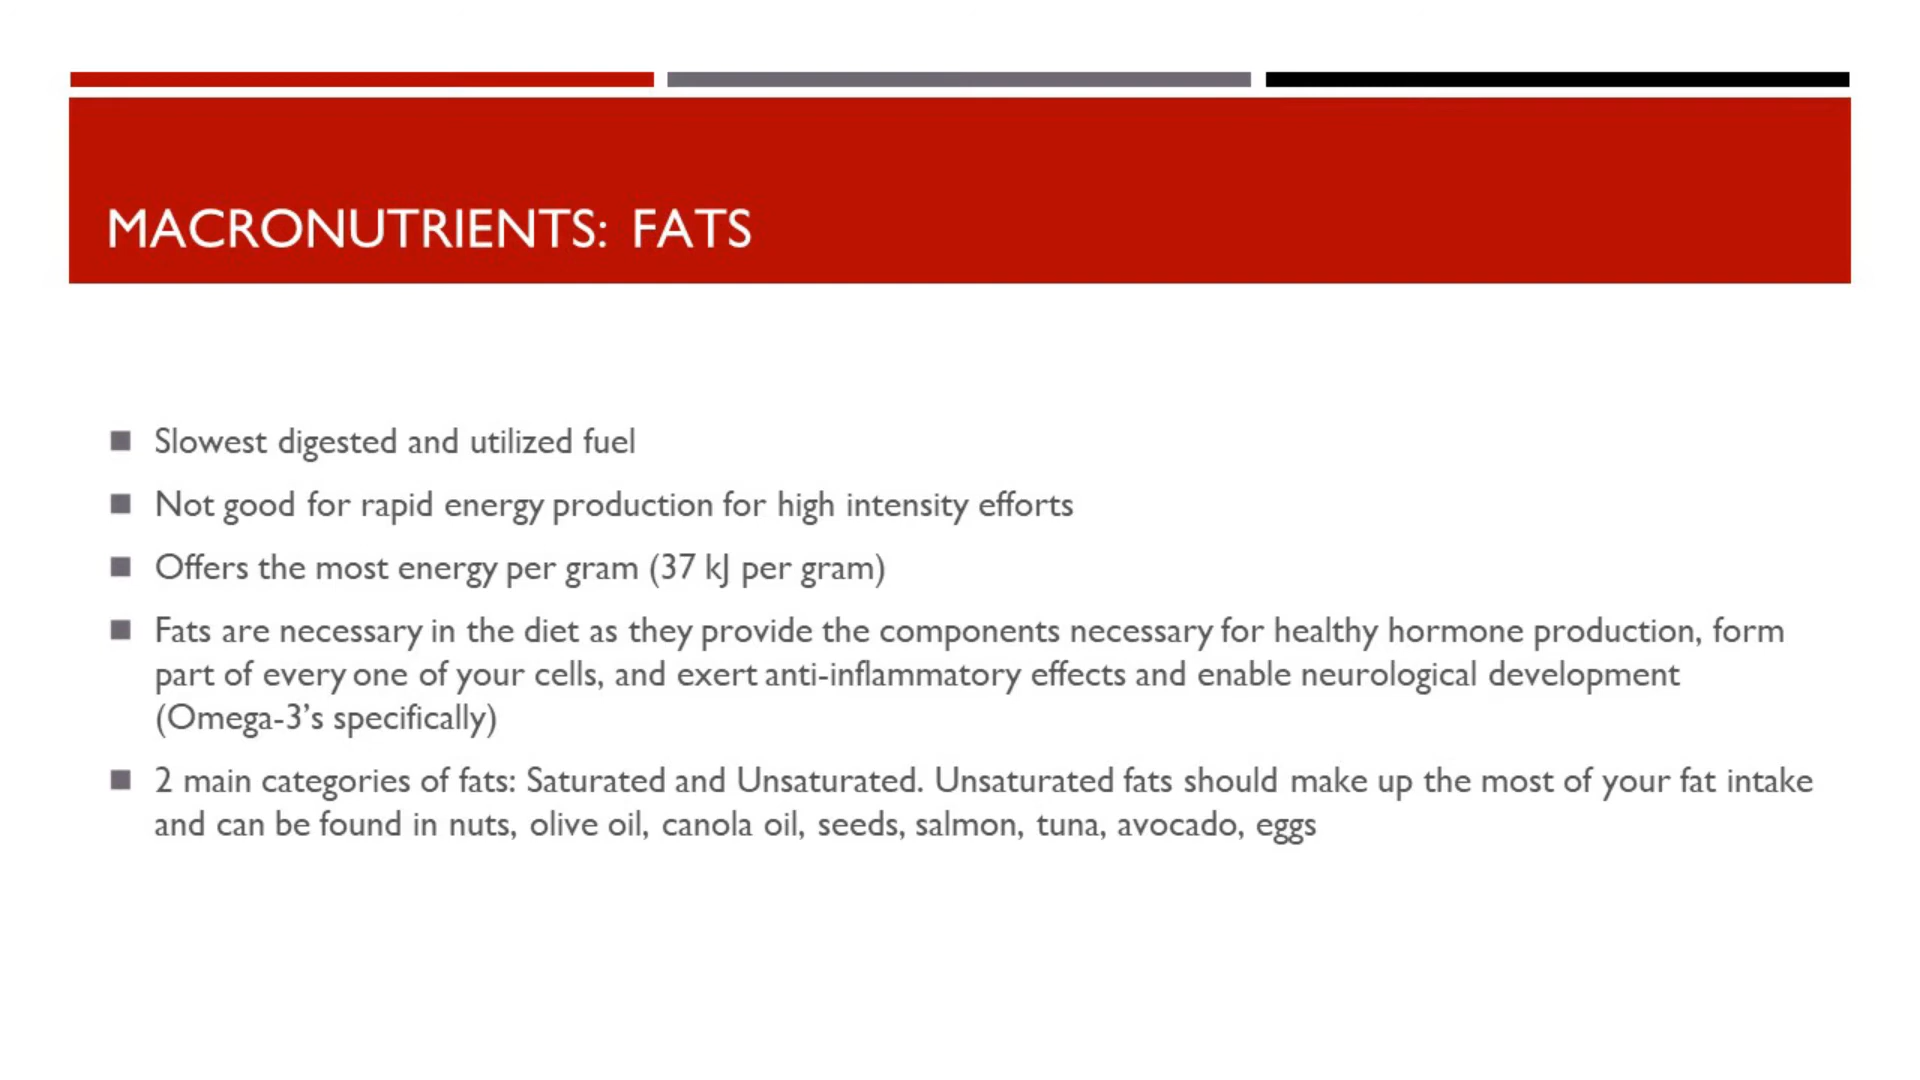 MACRONUTRIENTS: FATS
Slowest digested and utilized fuel
Not good for rapid energy production for high intensity efforts
Offers the most energy per gram (37 kJ per gram)
Fats are necessary in the diet as they provide the components necessary for healthy hormone production, form
part of every one of your cells, and exert anti-inflammatory effects and enable neurological development
(Omega-3’s specifically)
2 main categories of fats: Saturated and Unsaturated. Unsaturated fats should make up the most of your fat intake
and can be found in nuts, olive oil, canola oil, seeds, salmon, tuna, avocado, eggs